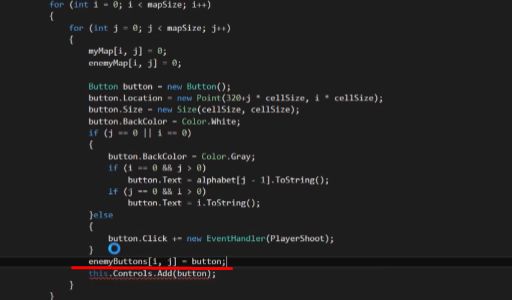 for (int i = 0; i < mapSize; i++)
{
for (int j = 0; j < mapSize; j++)
{
myMap[i, j] = 0;
enemyMap[i, j] = 0;
Button button = new Button();
button.Location = new Point(320+j * cellSize, i * cellSize);
button.Size = new Size(cellSize, cellSize);
button.BackColor = Color.White;
if (j == 0 || i == 0)
{
button.BackColor = Color.Gray;
if (i == 0 && j > 0)
button.Text = alphabet[j - 1].ToString();
if (j == 0 && i > 0)
button.Text = i.ToString();
}else
{
button.Click += new EventHandler(PlayerShoot);
}
enemyButtons[i, j] = button;
this.Controls.Add(button);
}
}